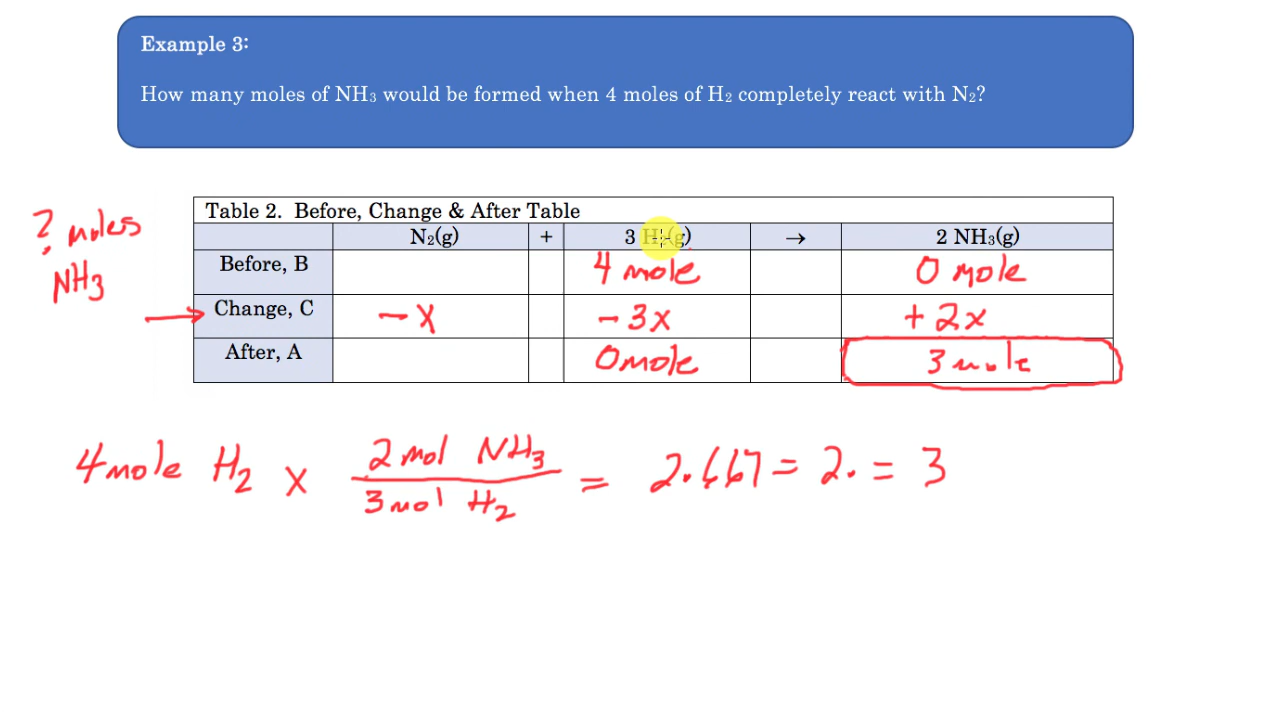 Example 3:
How many moles of NH3 would be formed when 4 moles of H2 completely react with N2?
? moles
NH3
Table 2. Before, Change & After Table
N2(g) + 3 H2(g) → 2 NH3(g)
Before, B 4 mole 0 mole
Change, C - x - 3x + 2x
After, A 0 mole 3 mole
4 mole H2 x 2 mol NH3 = 2.667 = 2. = 3
3 mol H2